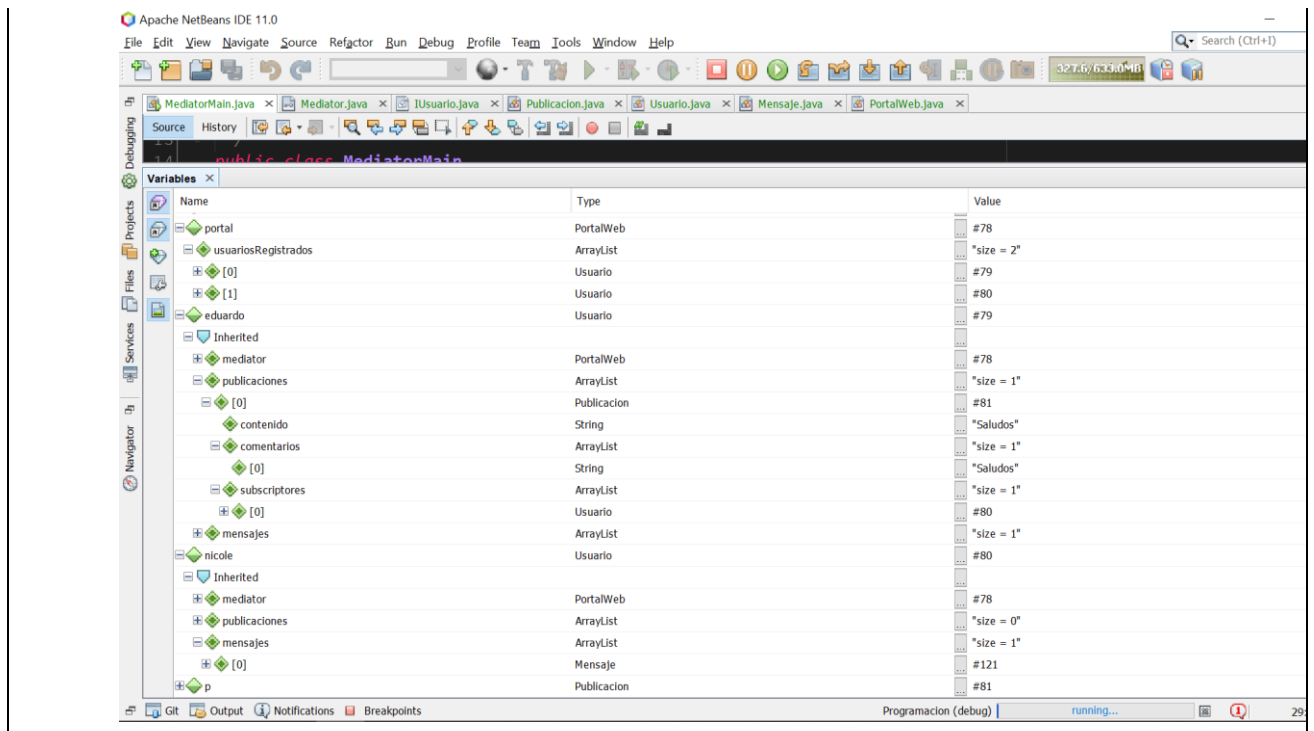 Apache NetBeans IDE 11.0
File Edit View Navigate Source Refactor Run Debug Profile Team Tools Window Help
Search (Ctrl+I)
327.6/633.0MB
MediatorMain.java Mediator.java IUsuario.java Publicacion.java Usuario.java Mensaje.java PortalWeb.java
Source History
14 public class MediatorMain
Debugging
Projects
Files
Services
Navigator
Variables
Name Type Value
portal PortalWeb #78
usuariosRegistrados ArrayList "size = 2"
[0] Usuario #79
[1] Usuario #80
eduardo Usuario #79
Inherited
mediator PortalWeb #78
publicaciones ArrayList "size = 1"
[0] Publicacion #81
contenido String "Saludos"
comentarios ArrayList "size = 1"
[0] String "Saludos"
subscriptores ArrayList "size = 1"
[0] Usuario #80
mensajes ArrayList "size = 1"
nicole Usuario #80
Inherited
mediator PortalWeb #78
publicaciones ArrayList "size = 0"
mensajes ArrayList "size = 1"
[0] Mensaje #121
p Publicacion #81
Git Output Notifications Breakpoints Programacion (debug) running... 29: